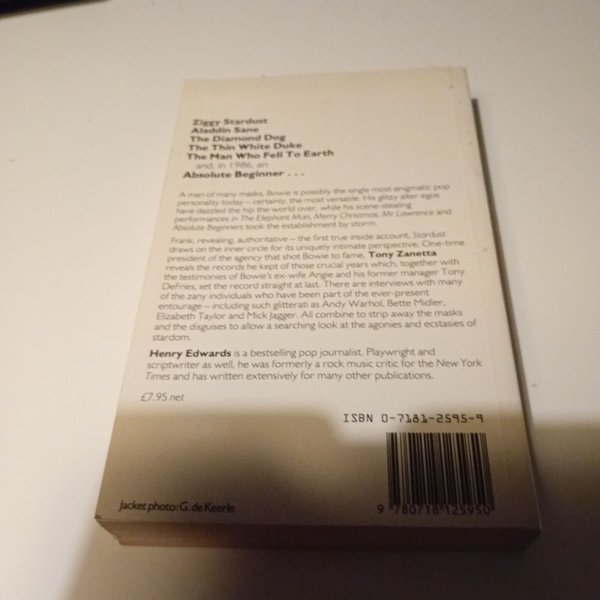 Ziggy Stardust
Aladdin Sane
The Diamond Dog
The Thin White Duke
The Man Who Fell To Earth
and, in 1986, an
Absolute Beginner . . .
A man of many masks, Bowie is possibly the single most enigmatic pop
personality today – certainly, the most versatile. His glitzy alter egos
have dazzled the hip the world over, while his scene-stealing
performances in The Elephant Man, Merry Christmas, Mr Lawrence and
Absolute Beginners took the establishment by storm.
Frank, revealing, authoritative – the first true inside account, Stardust
draws on the inner circle for its uniquely intimate perspective. One-time
president of the agency that shot Bowie to fame, Tony Zanetta
reveals the records he kept of those crucial years which, together with
the testimonies of Bowie's ex-wife Angie and his former manager Tony
DeFries, set the record straight at last. There are interviews with many
of the zany individuals who have been part of the ever-present
entourage – including such glitterati as Andy Warhol, Bette Midler,
Elizabeth Taylor and Mick Jagger. All combine to strip away the masks
and the disguises to allow a searching look at the agonies and ecstasies of
stardom.
Henry Edwards is a bestselling pop journalist. Playwright and
scriptwriter as well, he was formerly a rock music critic for the New York
Times and has written extensively for many other publications.
£7.95 net
ISBN 0-7181-2595-9
9 780718 125950
Jacket photo: G. de Keerle